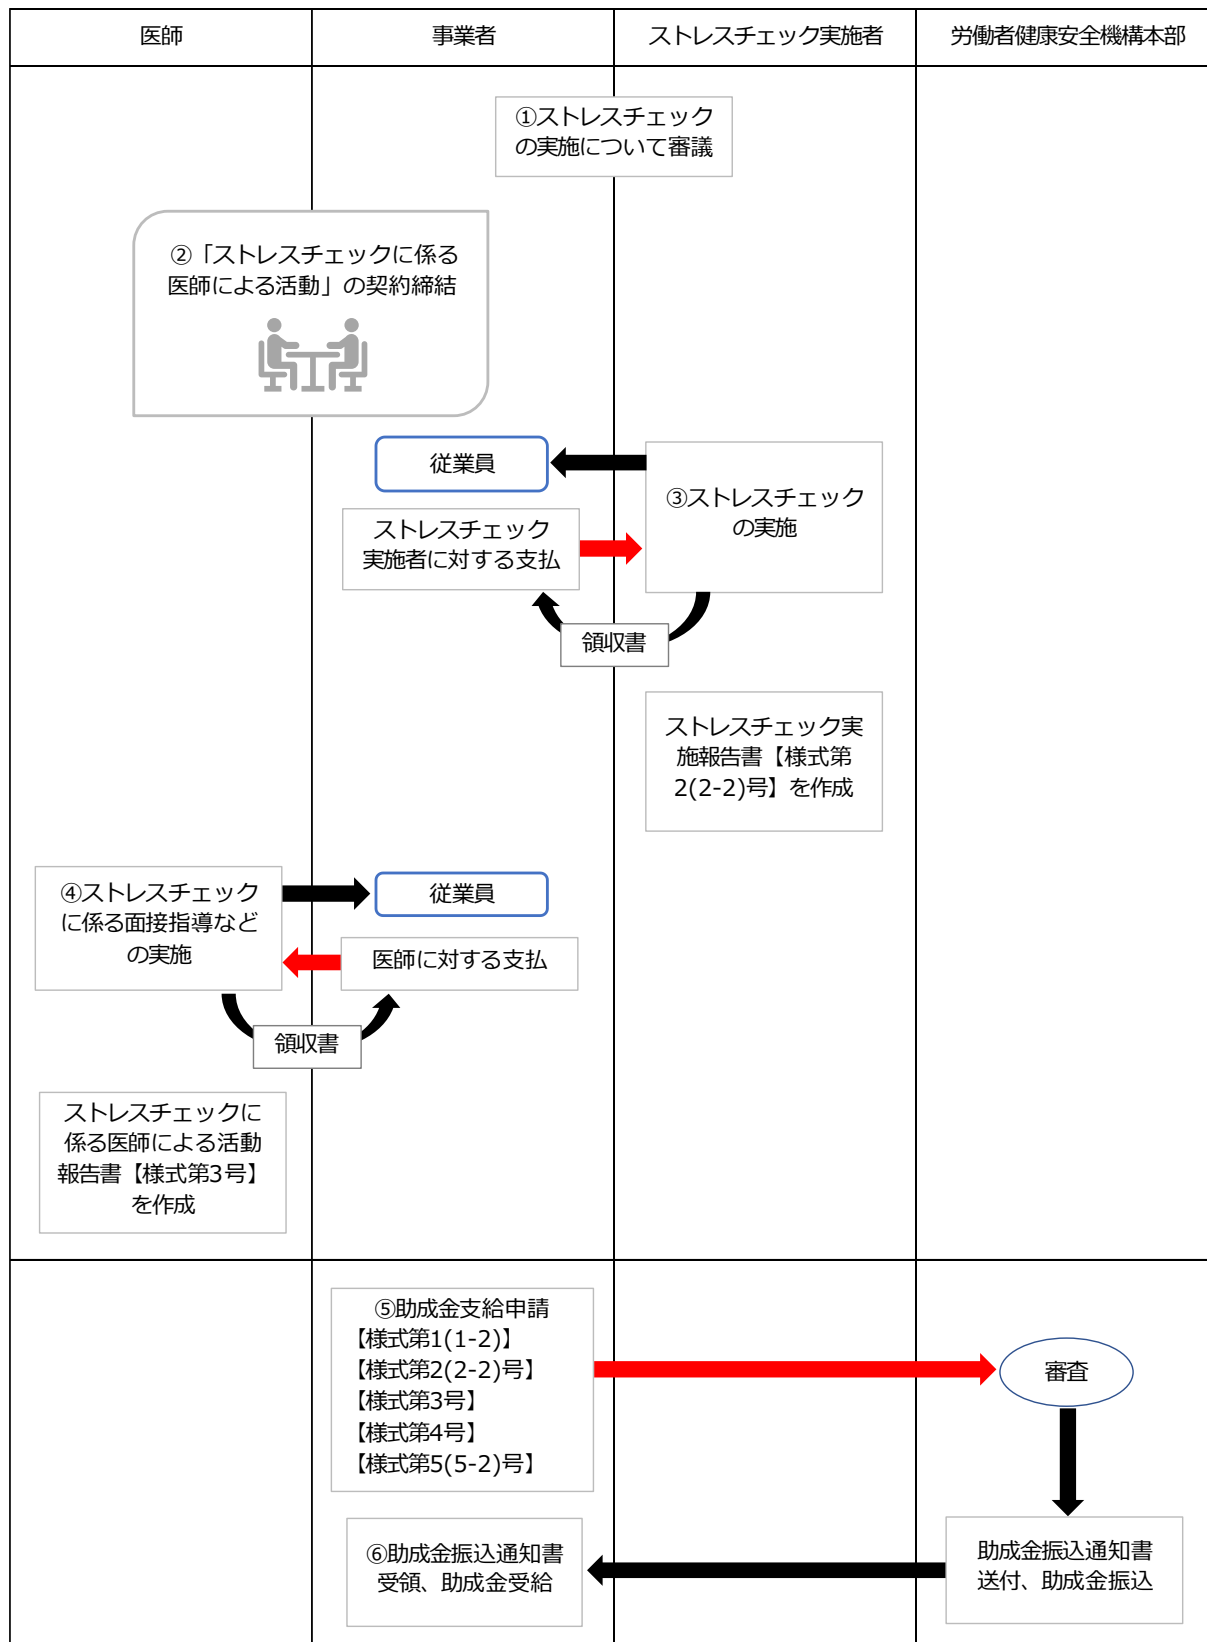 医師
事業者
ストレスチェック実施者
労働者健康安全機構本部
①ストレスチェック
の実施について審議
②「ストレスチェックに係る
医師による活動」の契約締結
従業員
③ストレスチェック
の実施
ストレスチェック
実施者に対する支払
領収書
ストレスチェック実
施報告書【様式第
2(2-2)号】を作成
④ストレスチェック
に係る面接指導など
の実施
従業員
医師に対する支払
領収書
ストレスチェックに
係る医師による活動
報告書【様式第3号】
を作成
⑤助成金支給申請
【様式第1(1-2)】
【様式第2(2-2)号】
【様式第3号】
【様式第4号】
【様式第5(5-2)号】
審査
⑥助成金振込通知書
受領、助成金受給
助成金振込通知書
送付、助成金振込